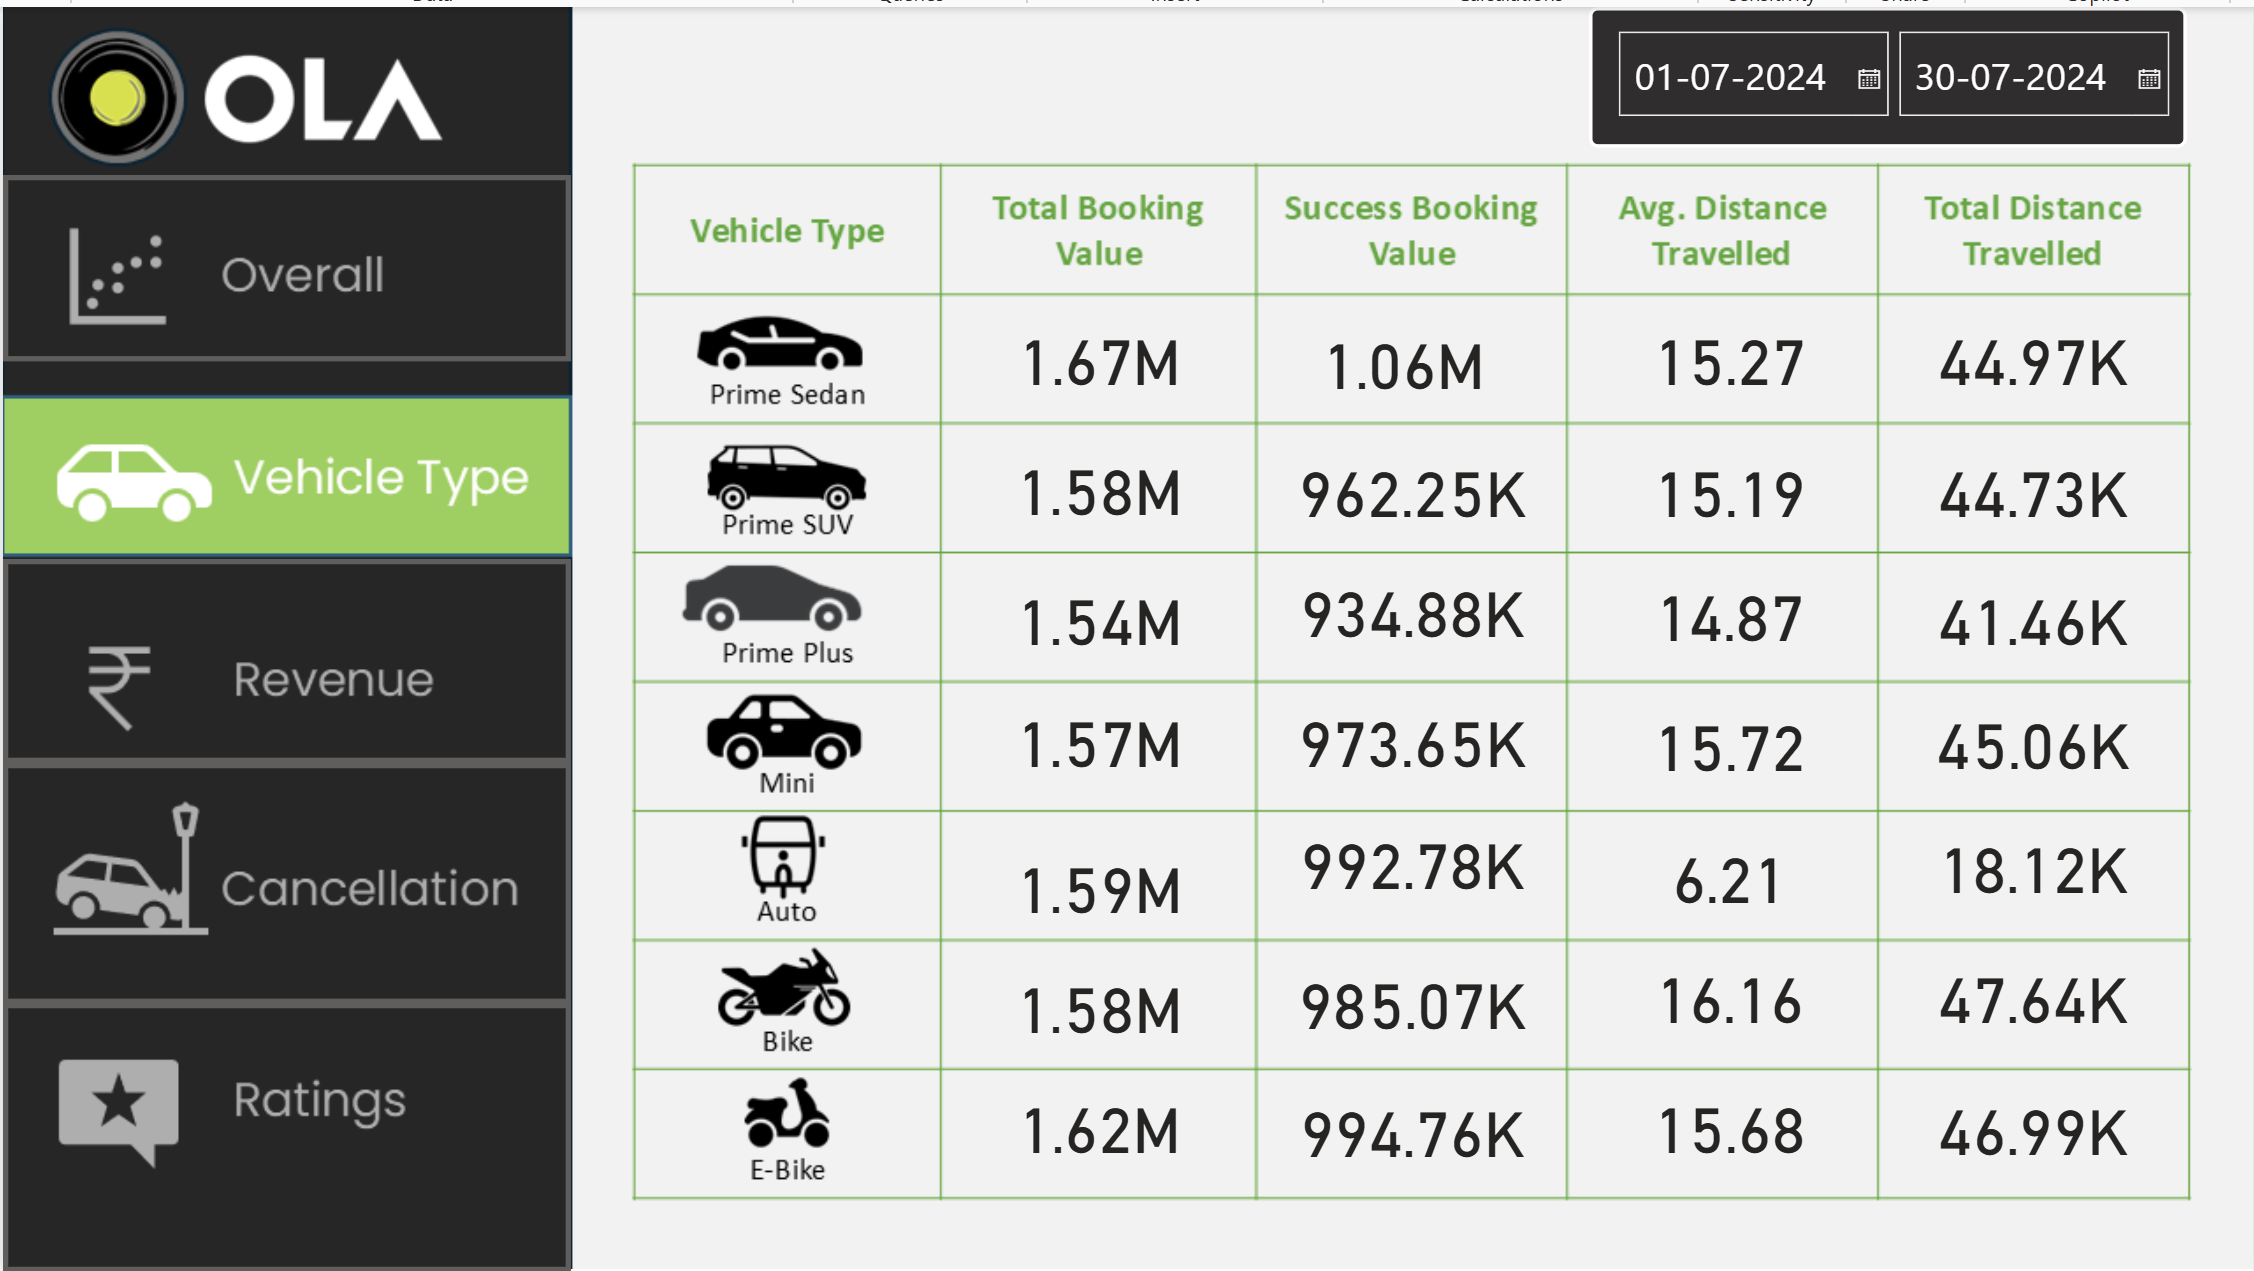 OLA
01-07-2024
30-07-2024
Overall
Vehicle Type
Revenue
Cancellation
Ratings
Vehicle Type
Total Booking
Value
Success Booking
Value
Avg. Distance
Travelled
Total Distance
Travelled
Prime Sedan
1.67M
1.06M
15.27
44.97K
Prime SUV
1.58M
962.25K
15.19
44.73K
Prime Plus
1.54M
934.88K
14.87
41.46K
Mini
1.57M
973.65K
15.72
45.06K
Auto
1.59M
992.78K
6.21
18.12K
Bike
1.58M
985.07K
16.16
47.64K
E-Bike
1.62M
994.76K
15.68
46.99K